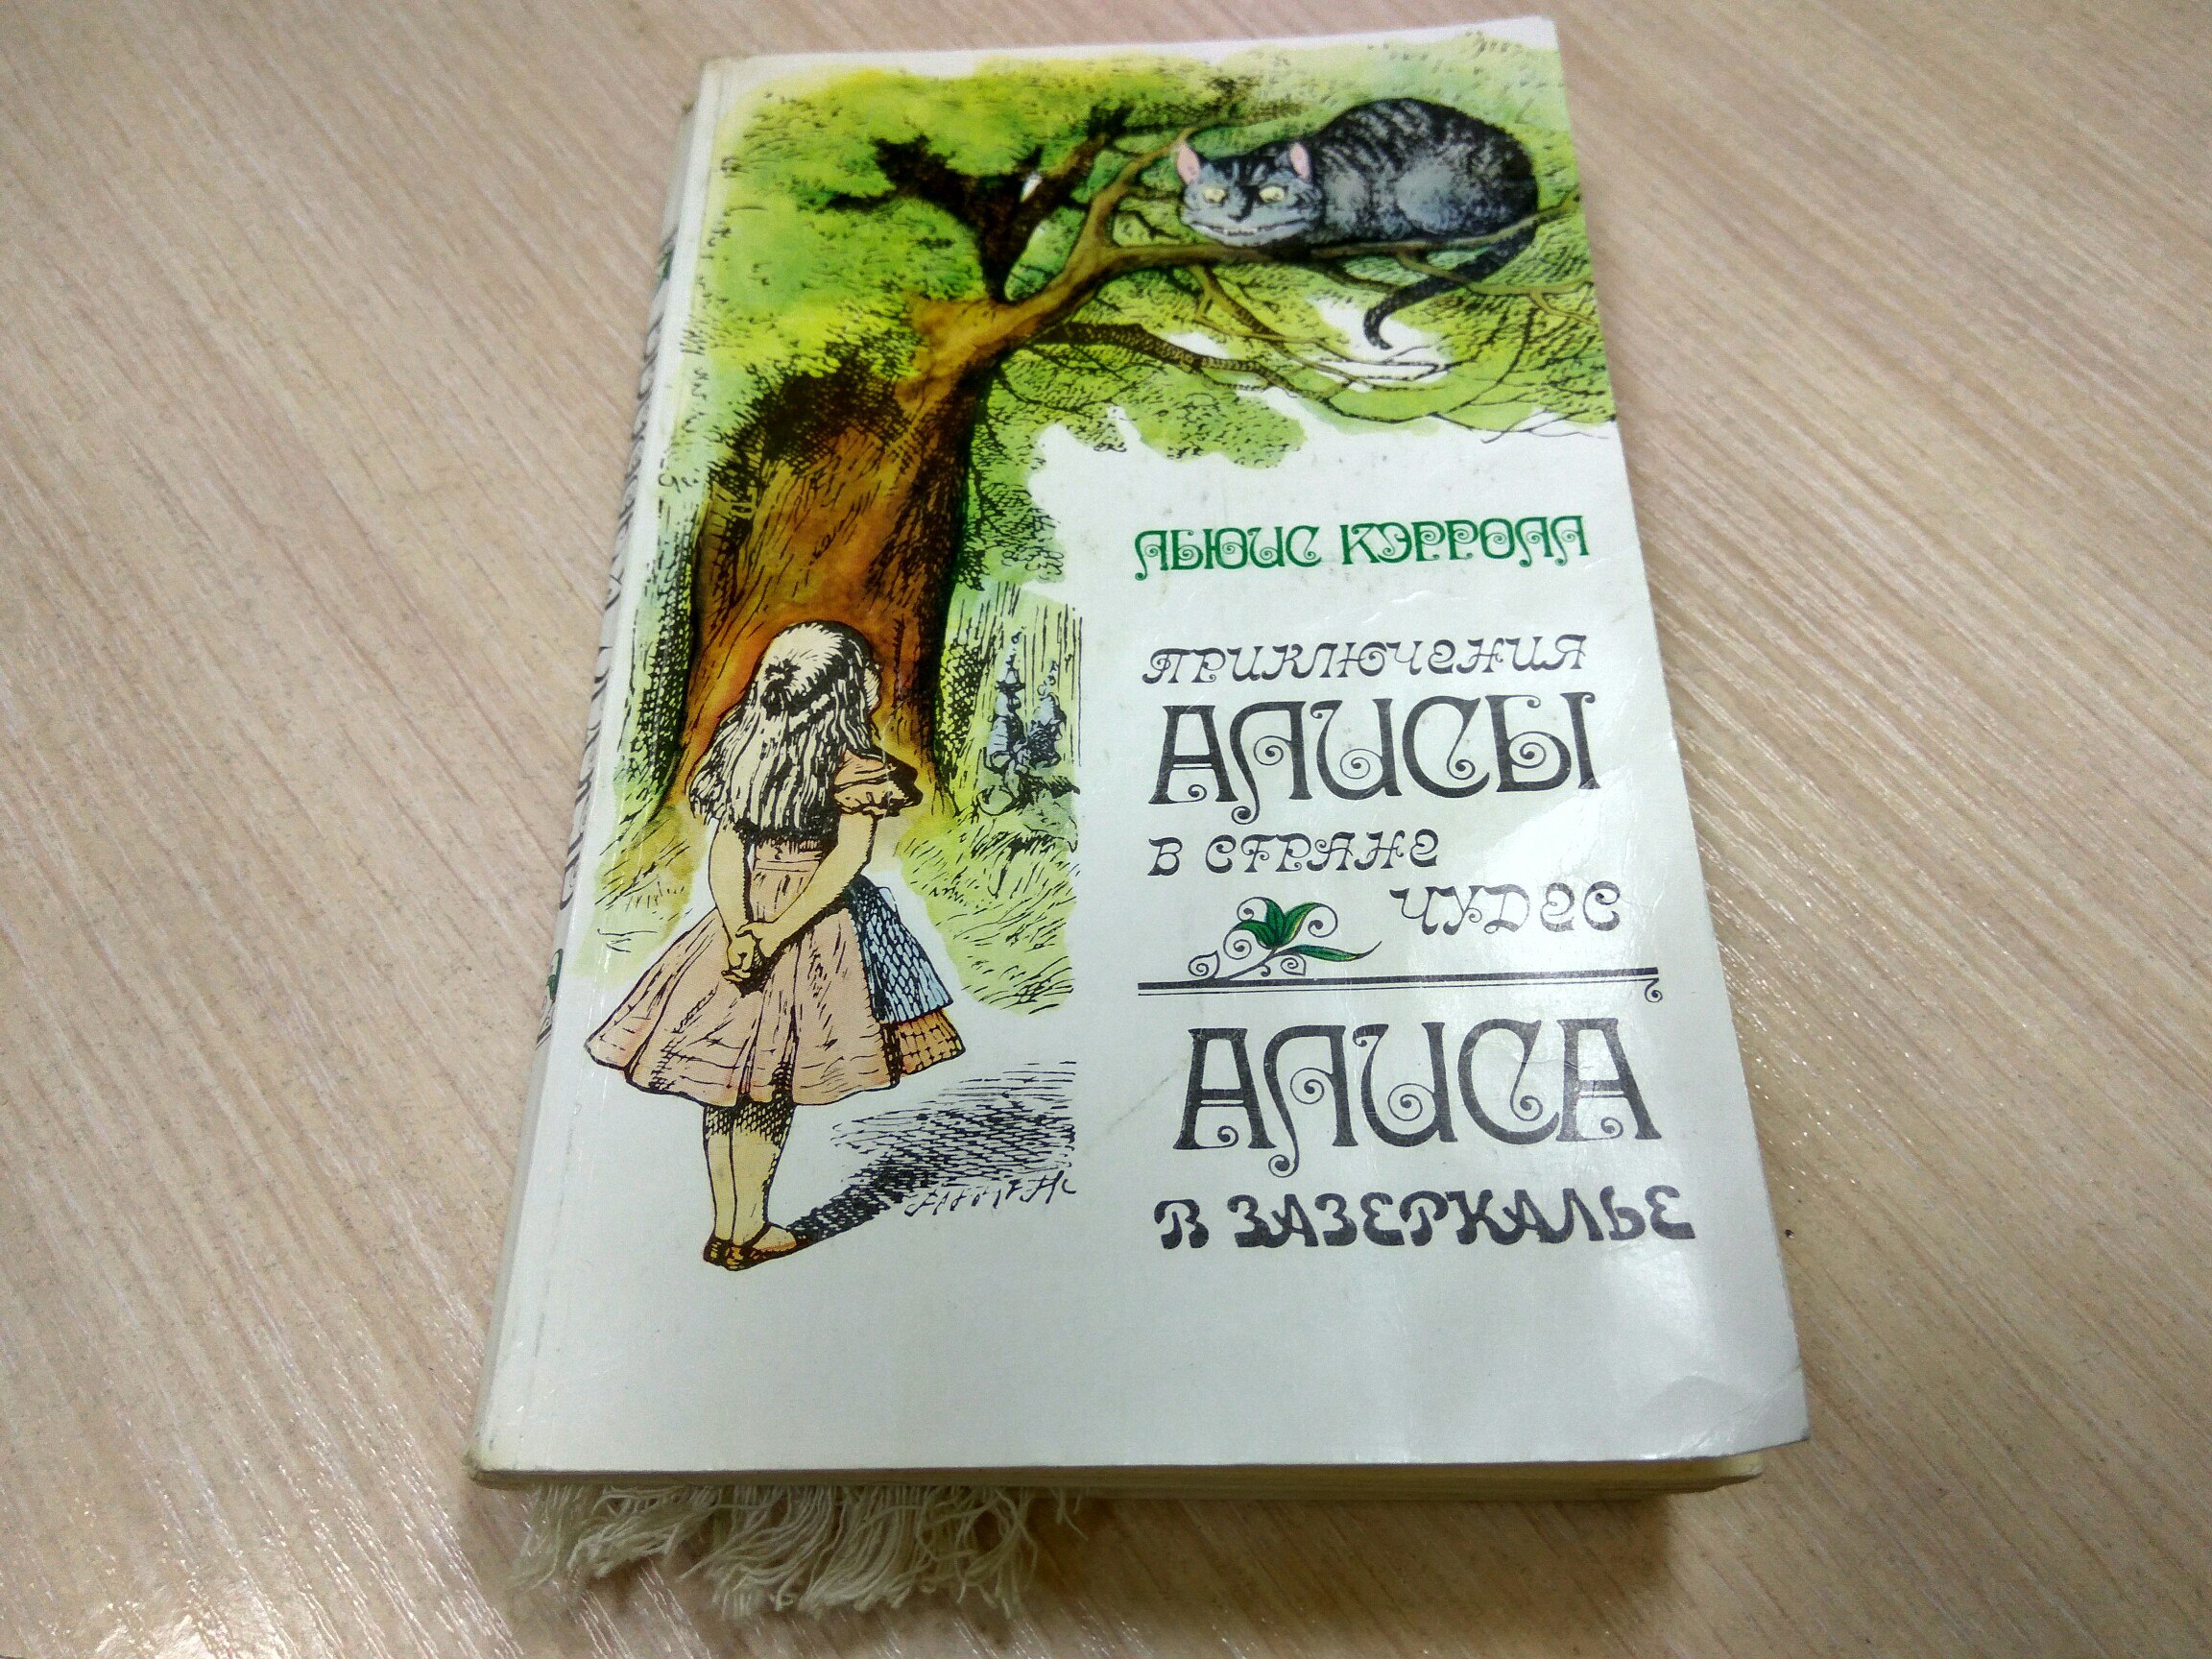 ЛЬЮИС КЭРРОЛЛ
ПРИКЛЮЧЕНИЯ
АЛИСЫ
В СТРАНЕ
ЧУДЕС
АЛИСА
В ЗАЗЕРКАЛЬЕ